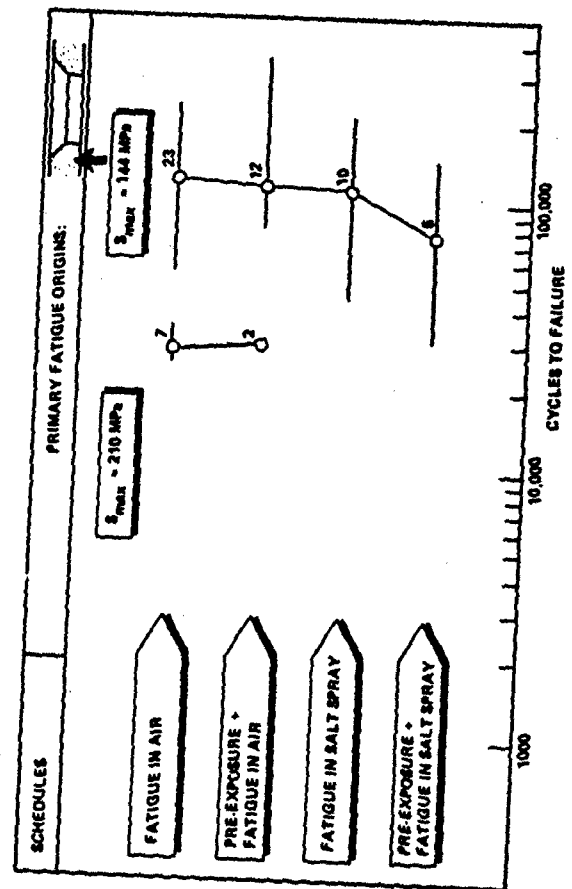 SCHEDULES
PRIMARY FATIGUE ORIGINS:
Smax = 210 MPa
Smax = 144 MPa
FATIGUE IN AIR
7
23
PRE-EXPOSURE +
FATIGUE IN AIR
2
12
FATIGUE IN SALT SPRAY
10
PRE-EXPOSURE +
FATIGUE IN SALT SPRAY
1000
10,000
100,000
CYCLES TO FAILURE